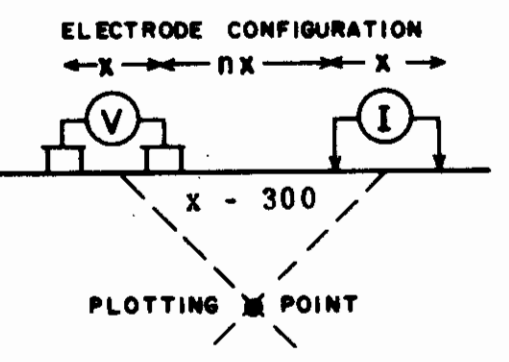 ELECTRODE CONFIGURATION
x nx x
V I
x - 300
PLOTTING POINT